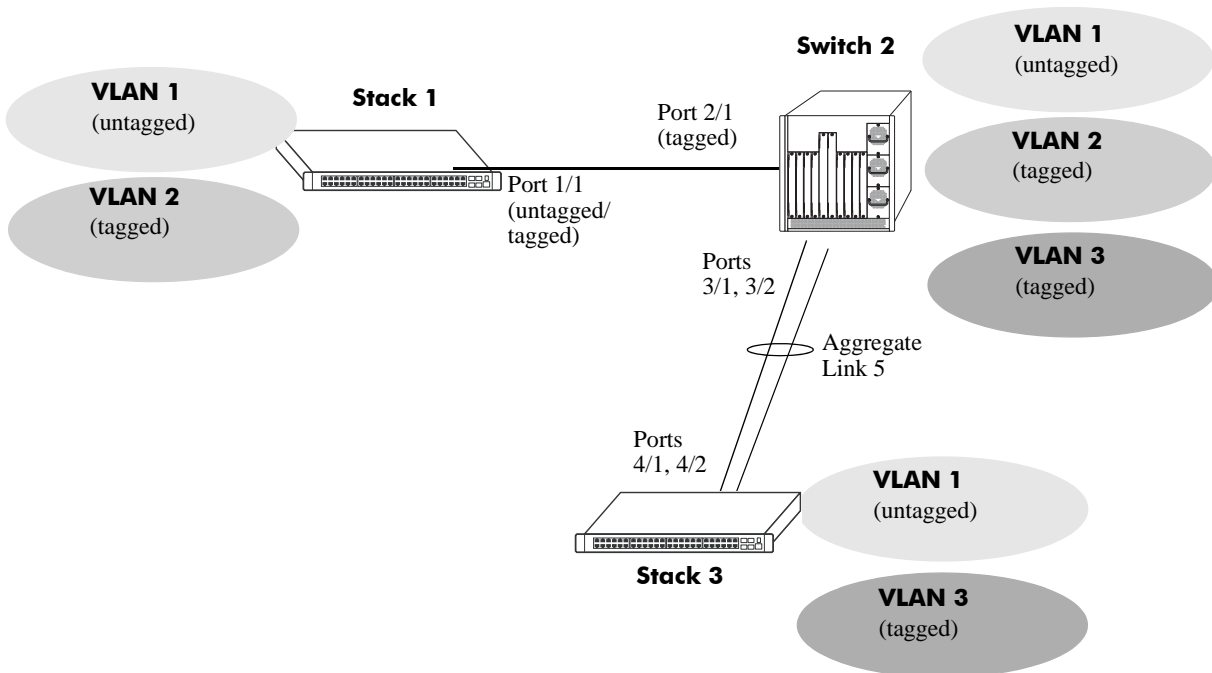 VLAN 1
(untagged)
VLAN 2
(tagged)
Stack 1
Port 1/1
(untagged/
tagged)
Port 2/1
(tagged)
Switch 2
VLAN 1
(untagged)
VLAN 2
(tagged)
VLAN 3
(tagged)
Ports
3/1, 3/2
Aggregate
Link 5
Ports
4/1, 4/2
Stack 3
VLAN 1
(untagged)
VLAN 3
(tagged)